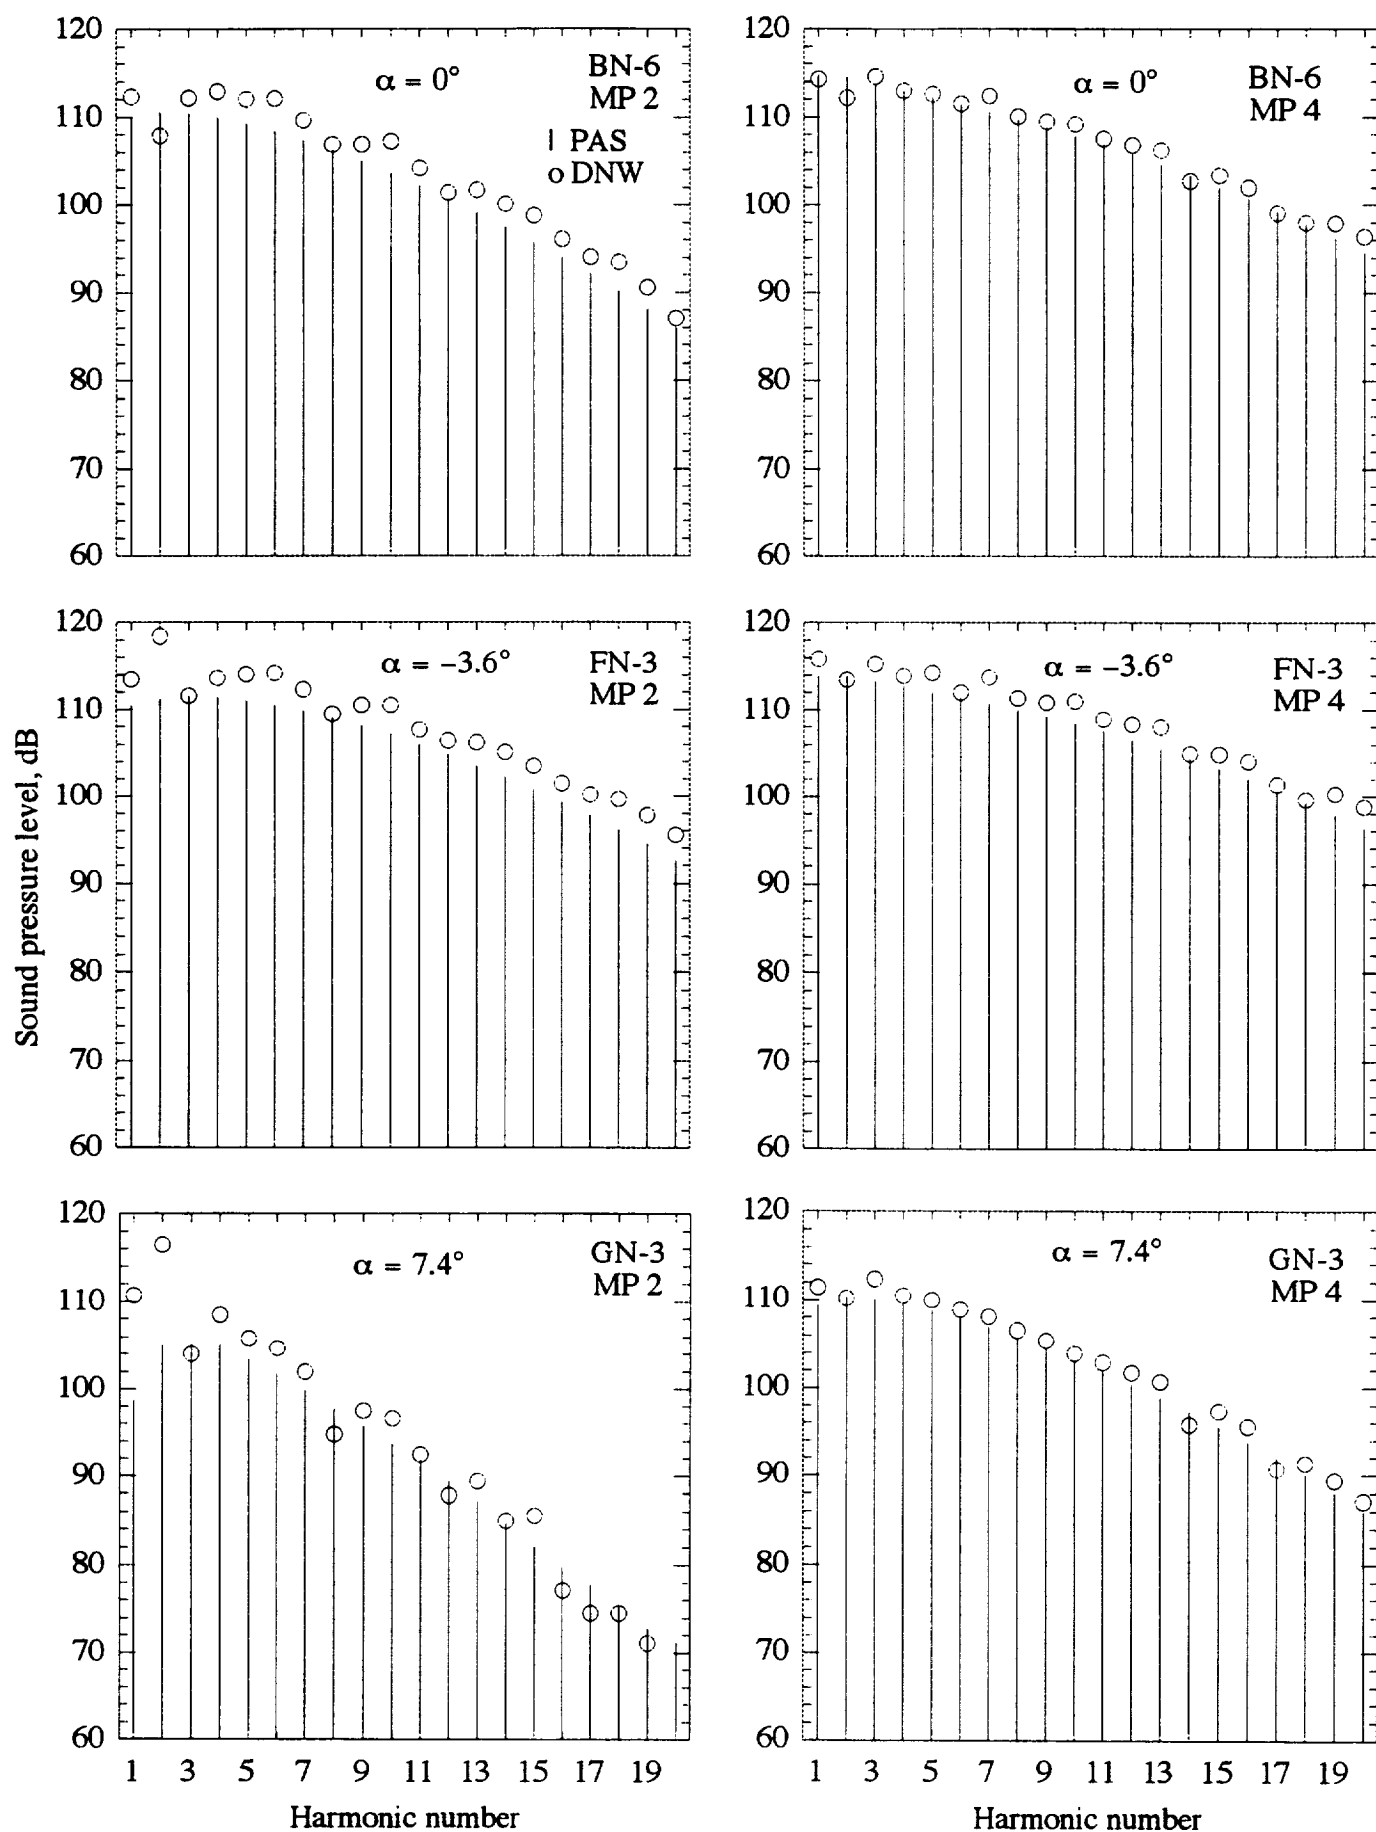 120
110
100
90
80
70
60
α = 0°
BN-6
MP 2
| PAS
o DNW
120
110
100
90
80
70
60
α = 0°
BN-6
MP 4
Sound pressure level, dB
120
110
100
90
80
70
60
α = –3.6°
FN-3
MP 2
120
110
100
90
80
70
60
α = –3.6°
FN-3
MP 4
120
110
100
90
80
70
60
α = 7.4°
GN-3
MP 2
1 3 5 7 9 11 13 15 17 19
Harmonic number
120
110
100
90
80
70
60
α = 7.4°
GN-3
MP 4
1 3 5 7 9 11 13 15 17 19
Harmonic number